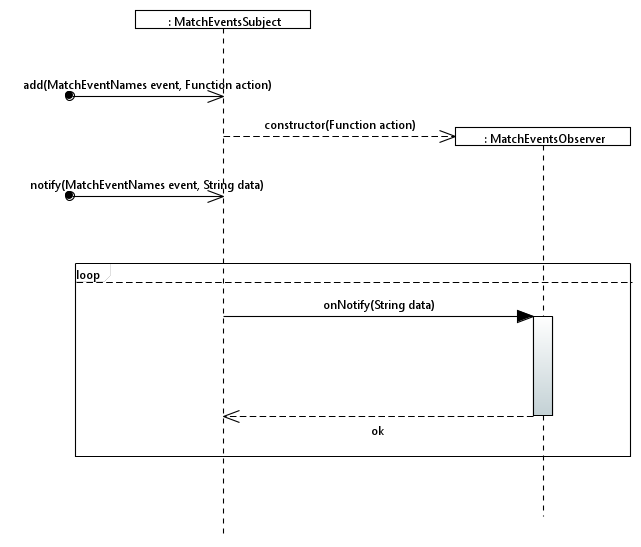 : MatchEventsSubject
add(MatchEventNames event, Function action)
constructor(Function action)
: MatchEventsObserver
notify(MatchEventNames event, String data)
loop
onNotify(String data)
ok